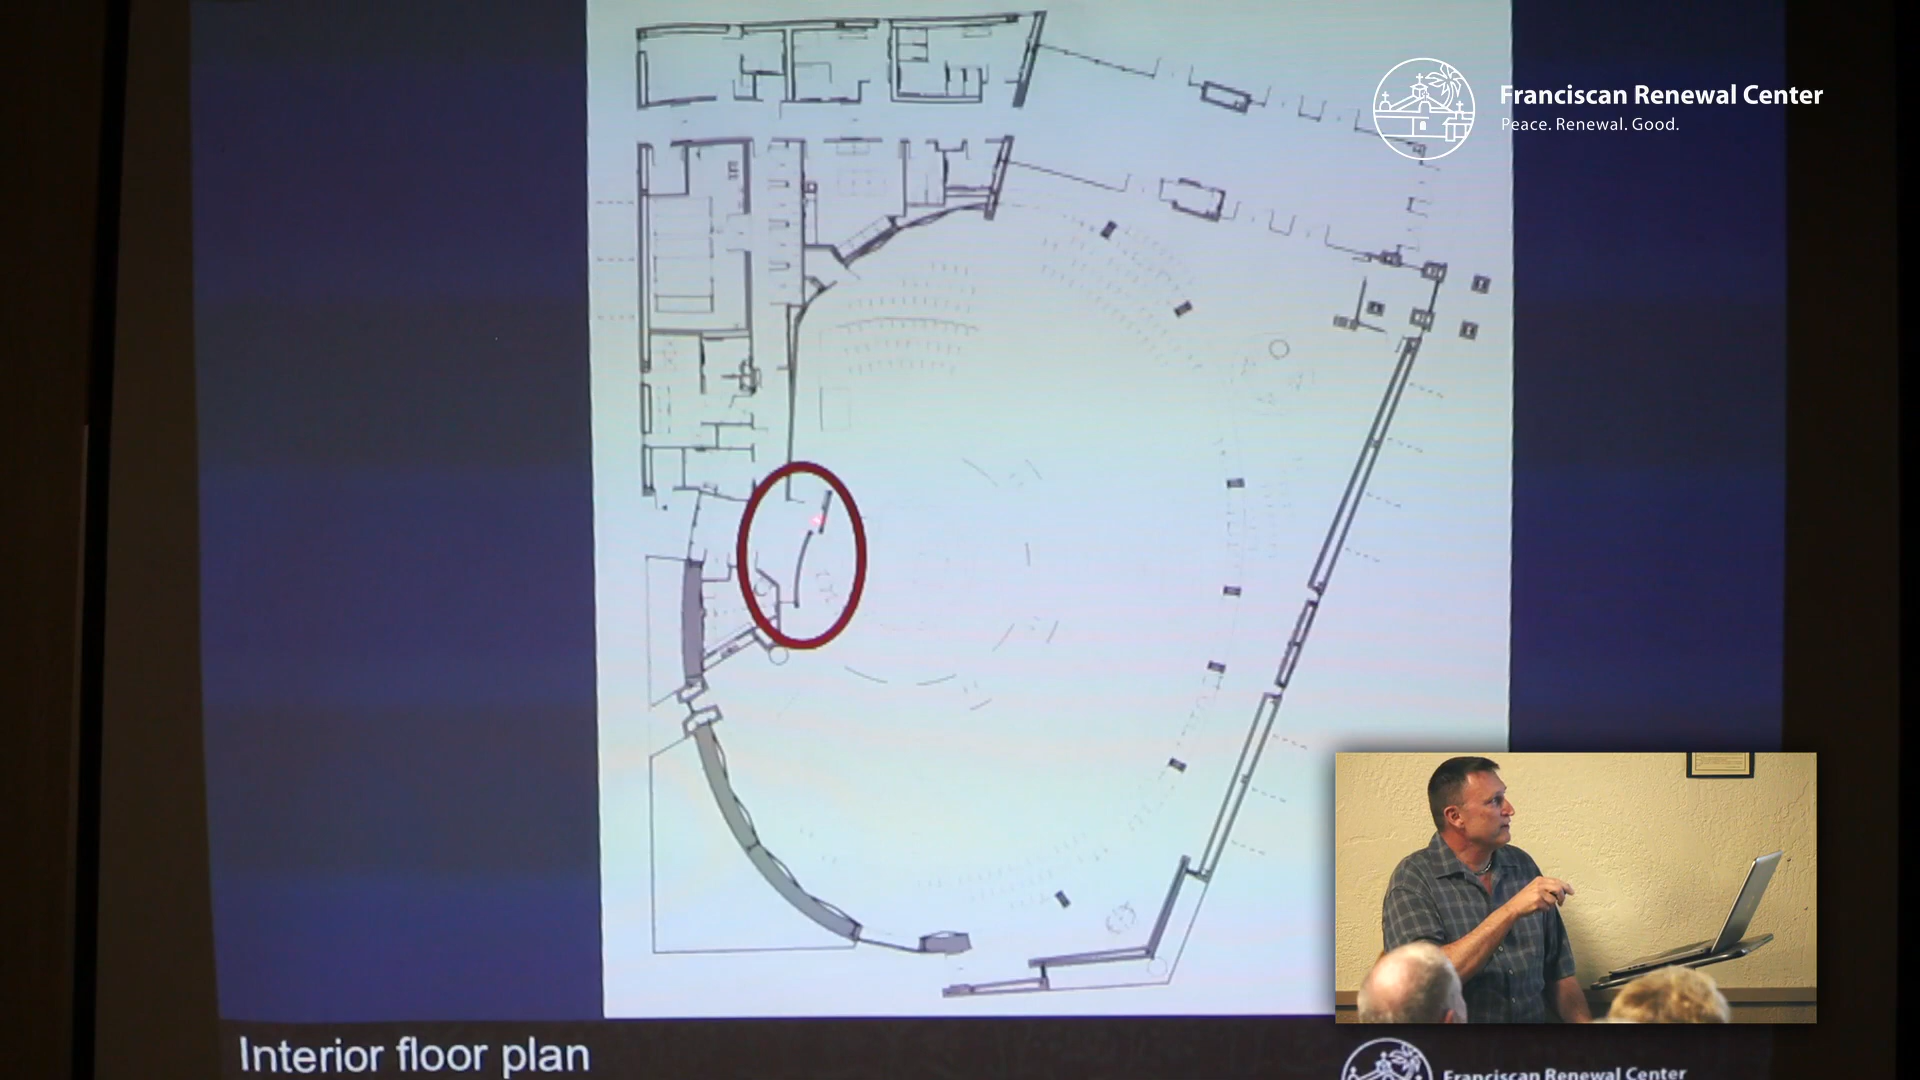 Franciscan Renewal Center
Peace. Renewal. Good.
Interior floor plan
Franciscan Renewal Center